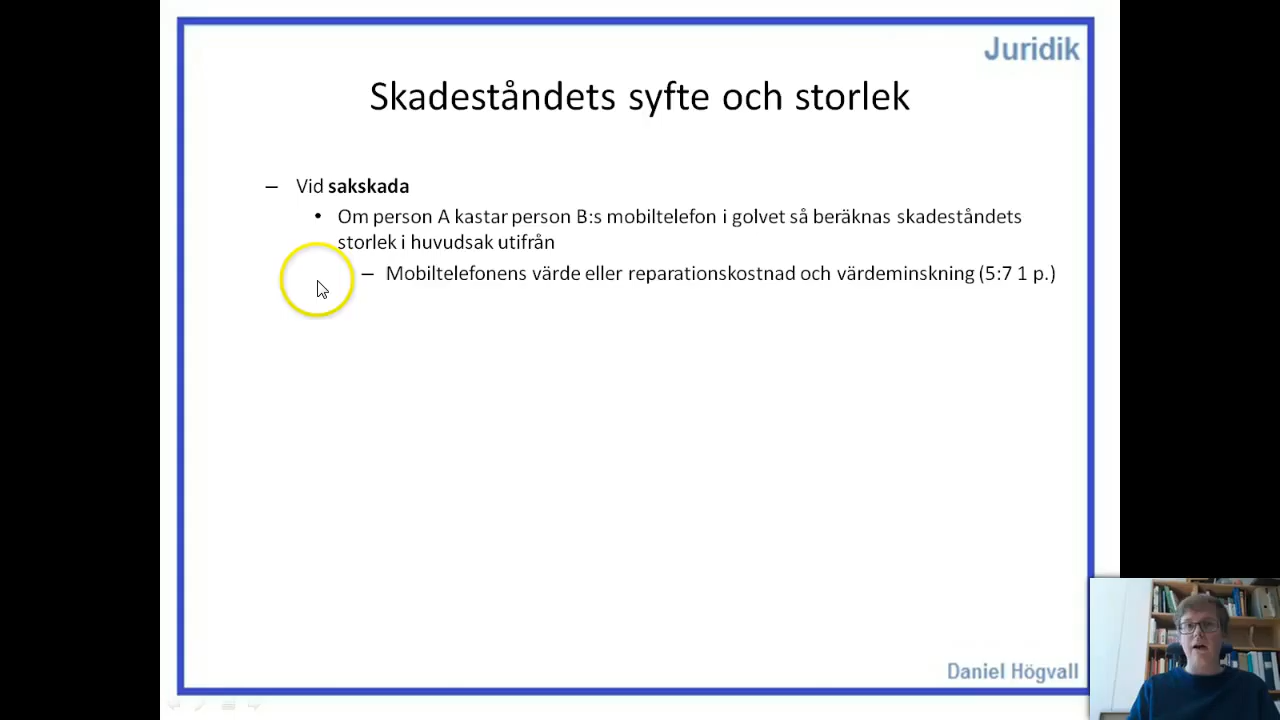 Juridik
Skadeståndets syfte och storlek
– Vid sakskada
• Om person A kastar person B:s mobiltelefon i golvet så beräknas skadeståndets
storlek i huvudsak utifrån
– Mobiltelefonens värde eller reparationskostnad och värdeminskning (5:7 1 p.)
Daniel Högvall